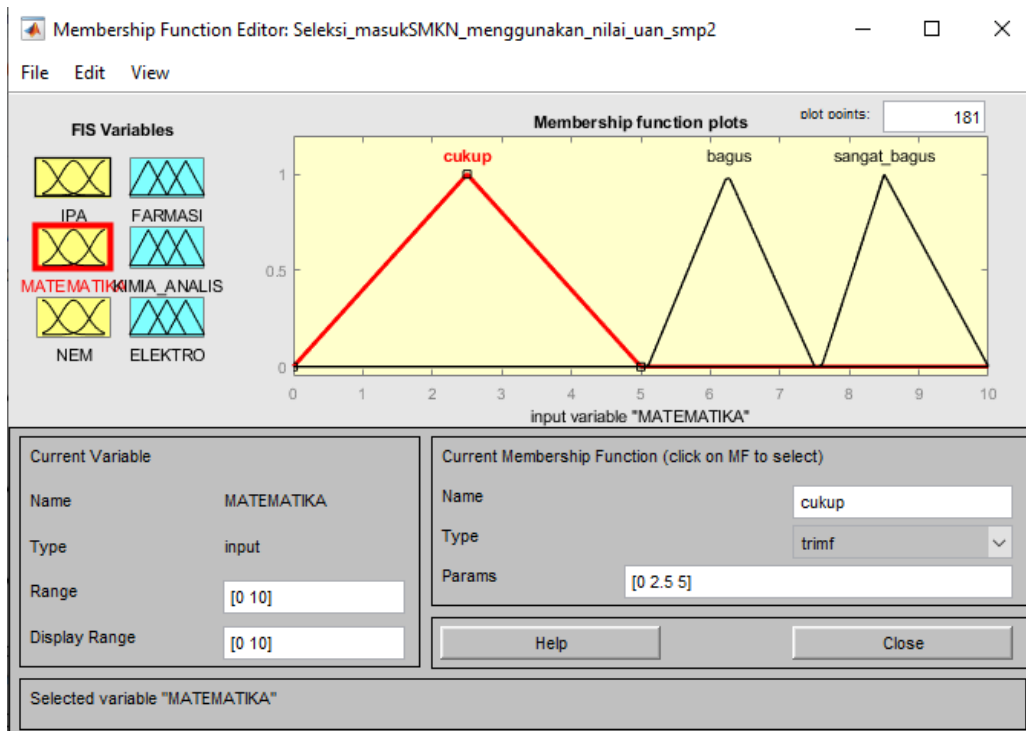 Membership Function Editor: Seleksi_masukSMKN_menggunakan_nilai_uan_smp2
File Edit View
FIS Variables
IPA FARMASI
MATEMATIKA KIMIA_ANALIS
NEM ELEKTRO
Membership function plots
plot points: 181
cukup bagus sangat_bagus
1
0.5
0
0 1 2 3 4 5 6 7 8 9 10
input variable "MATEMATIKA"
Current Variable
Name MATEMATIKA
Type input
Range [0 10]
Display Range [0 10]
Current Membership Function (click on MF to select)
Name cukup
Type trimf
Params [0 2.5 5]
Help Close
Selected variable "MATEMATIKA"